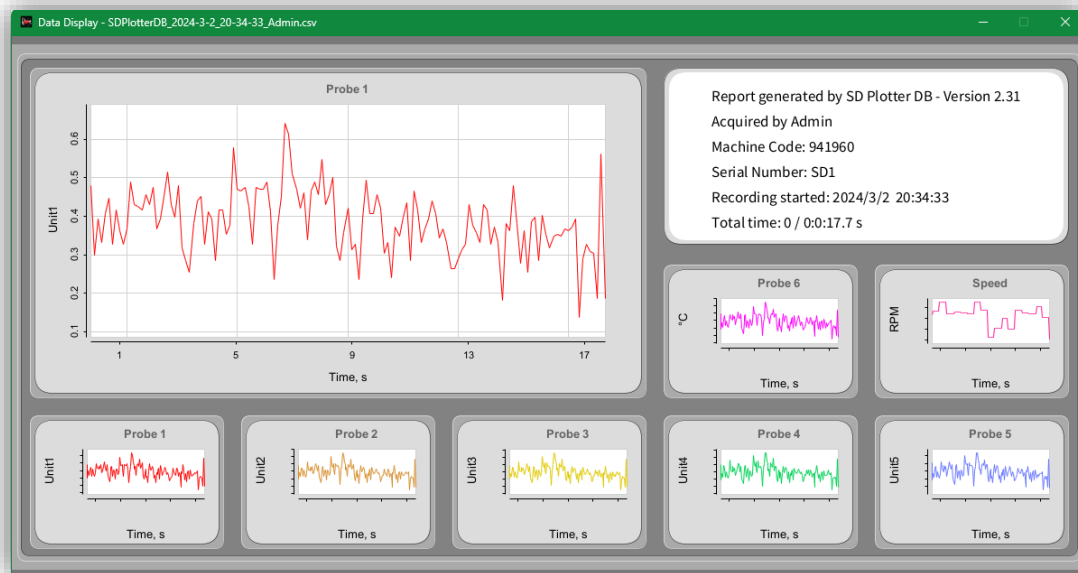 Data Display - SDPlotterDB_2024-3-2_20-34-33_Admin.csv
Probe 1
Unit1
0.6
0.5
0.4
0.3
0.2
0.1
1 5 9 13 17
Time, s
Report generated by SD Plotter DB - Version 2.31
Acquired by Admin
Machine Code: 941960
Serial Number: SD1
Recording started: 2024/3/2 20:34:33
Total time: 0 / 0:0:17.7 s
Probe 6
°C
Time, s
Speed
RPM
Time, s
Probe 1
Unit1
Time, s
Probe 2
Unit2
Time, s
Probe 3
Unit3
Time, s
Probe 4
Unit4
Time, s
Probe 5
Unit5
Time, s